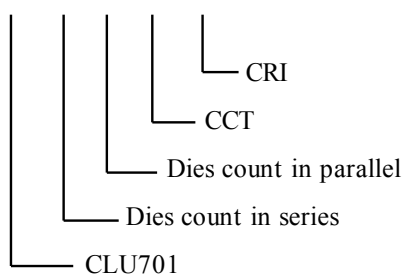 CRI
CCT
Dies count in parallel
Dies count in series
CLU701